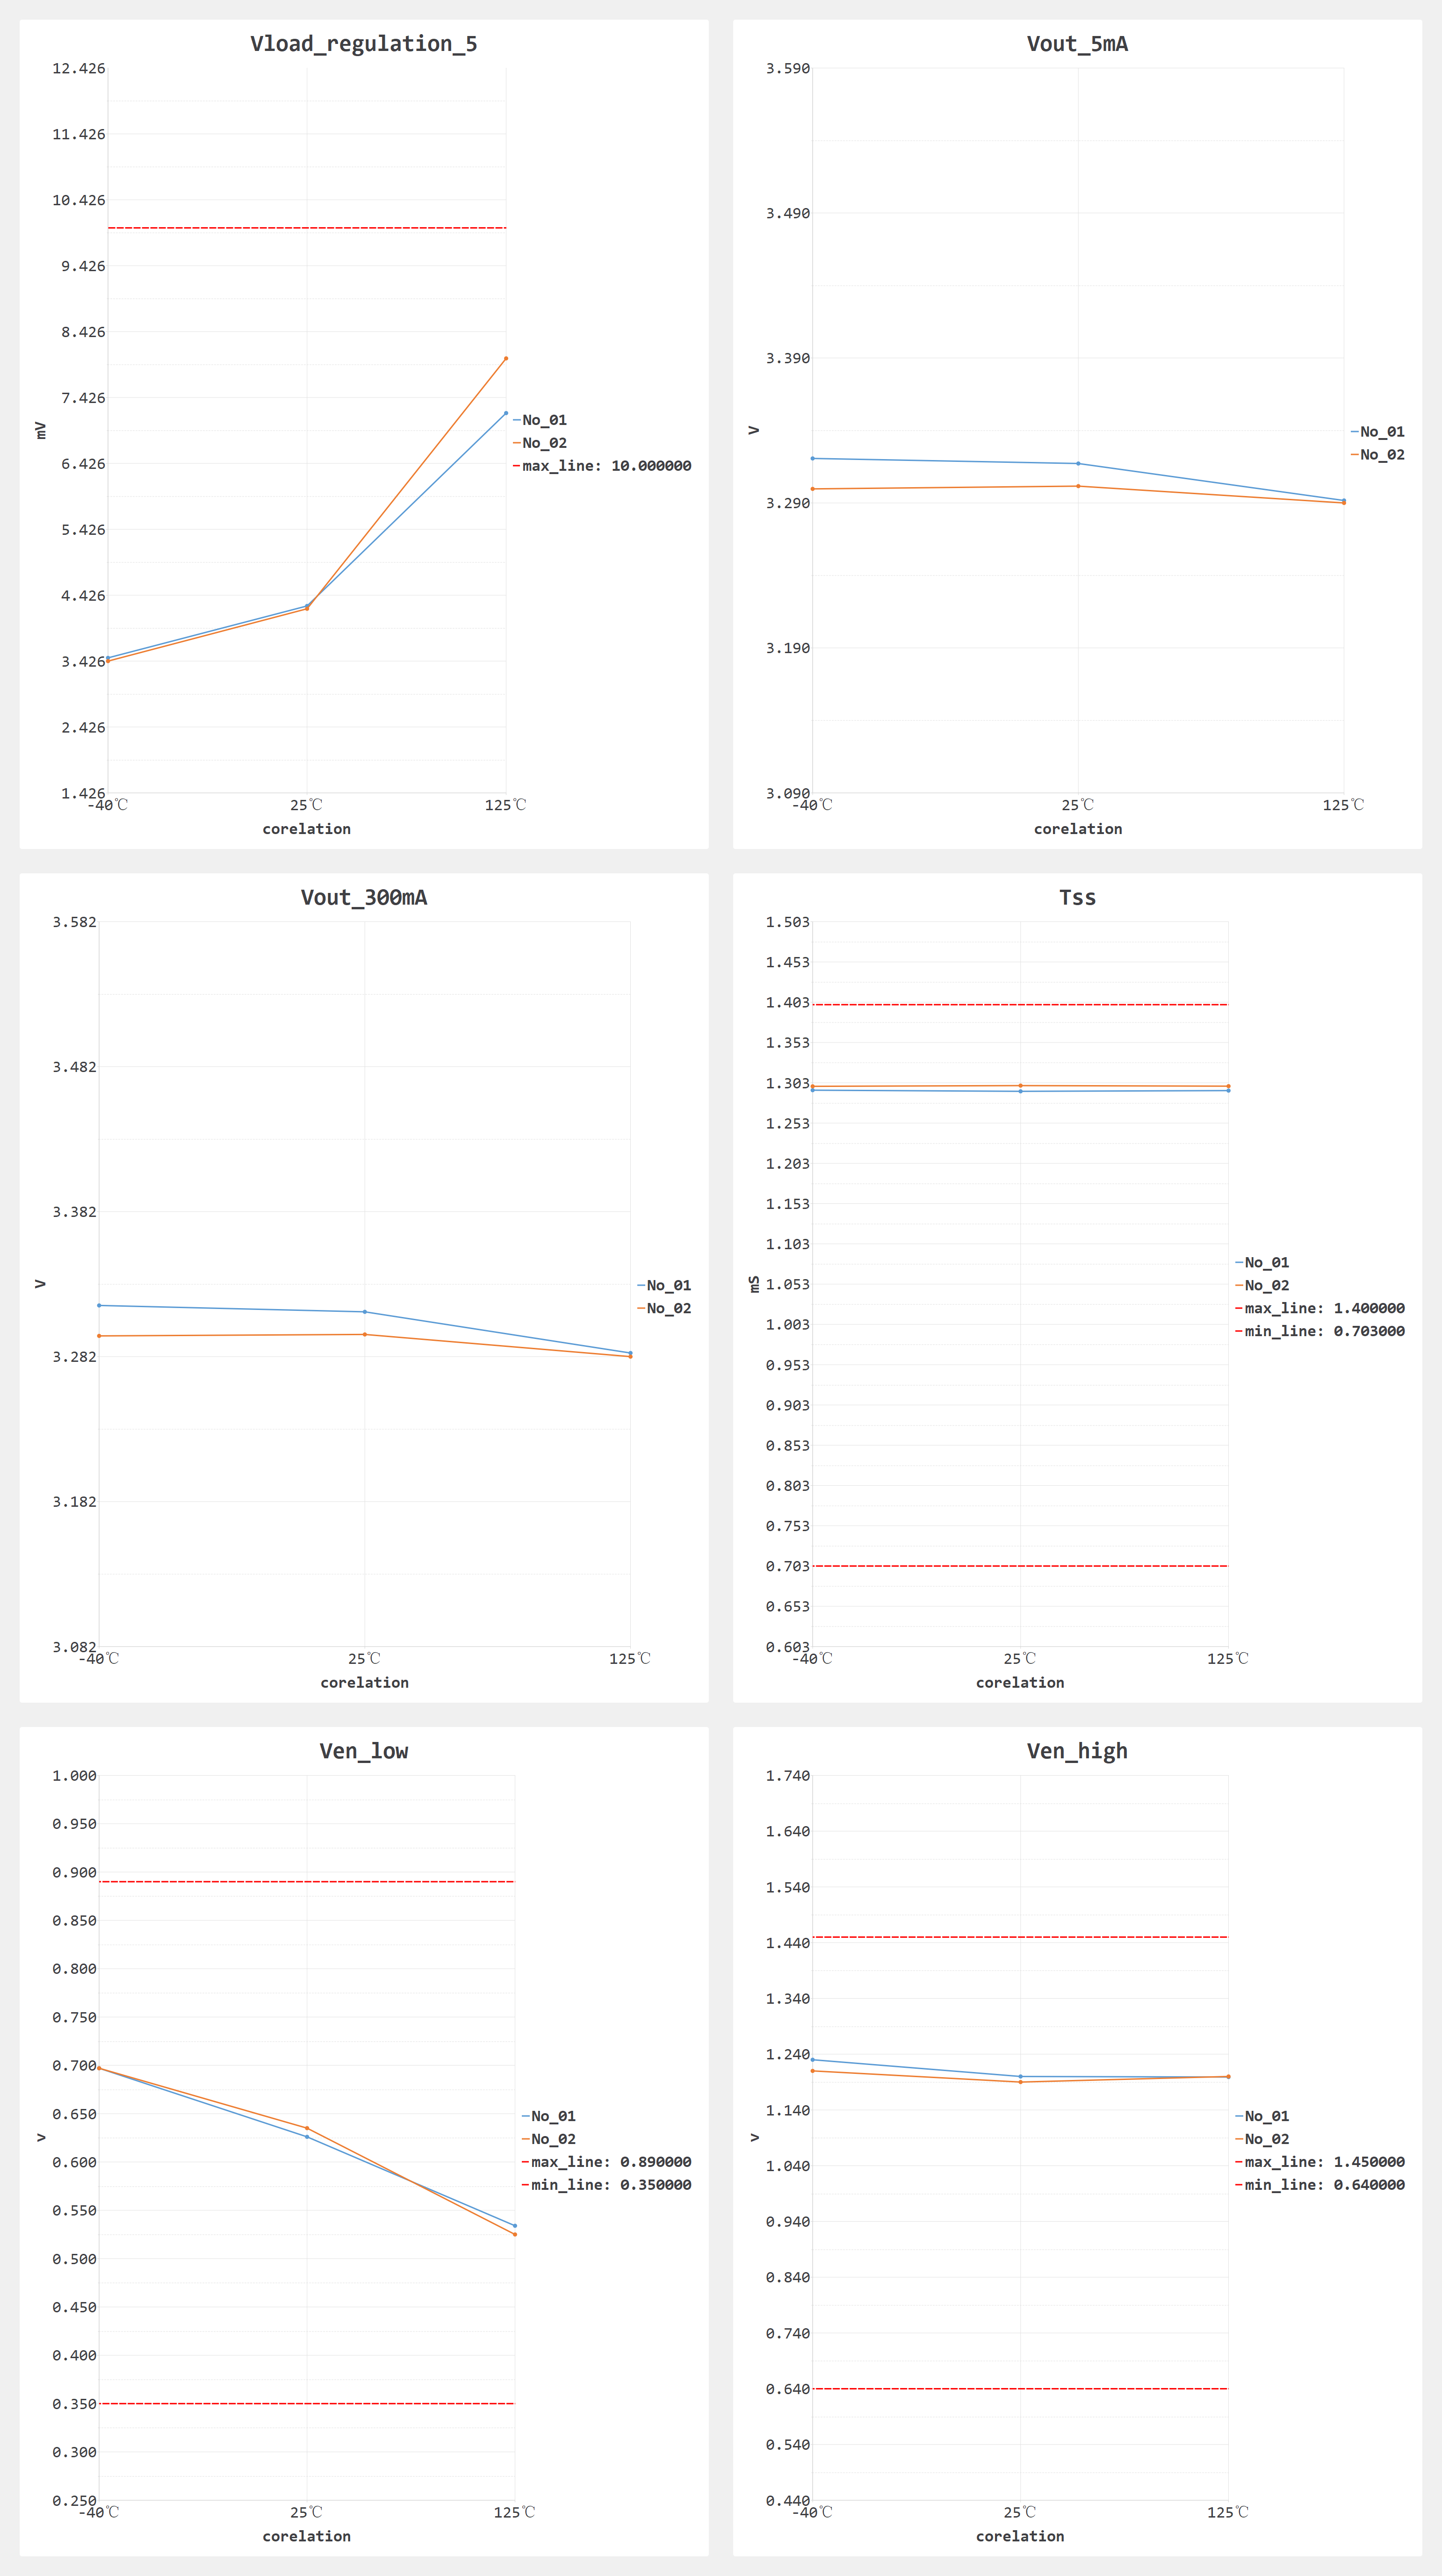 Vload_regulation_5
12.426
11.426
10.426
9.426
8.426
7.426
6.426
5.426
4.426
3.426
2.426
1.426
mV
-40℃ 25℃ 125℃
corelation
No_01
No_02
max_line: 10.000000
Vout_5mA
3.590
3.490
3.390
3.290
3.190
3.090
V
-40℃ 25℃ 125℃
corelation
No_01
No_02
Vout_300mA
3.582
3.482
3.382
3.282
3.182
3.082
V
-40℃ 25℃ 125℃
corelation
No_01
No_02
Tss
1.503
1.453
1.403
1.353
1.303
1.253
1.203
1.153
1.103
1.053
1.003
0.953
0.903
0.853
0.803
0.753
0.703
0.653
0.603
mS
-40℃ 25℃ 125℃
corelation
No_01
No_02
max_line: 1.400000
min_line: 0.703000
Ven_low
1.000
0.950
0.900
0.850
0.800
0.750
0.700
0.650
0.600
0.550
0.500
0.450
0.400
0.350
0.300
0.250
v
-40℃ 25℃ 125℃
corelation
No_01
No_02
max_line: 0.890000
min_line: 0.350000
Ven_high
1.740
1.640
1.540
1.440
1.340
1.240
1.140
1.040
0.940
0.840
0.740
0.640
0.540
0.440
v
-40℃ 25℃ 125℃
corelation
No_01
No_02
max_line: 1.450000
min_line: 0.640000